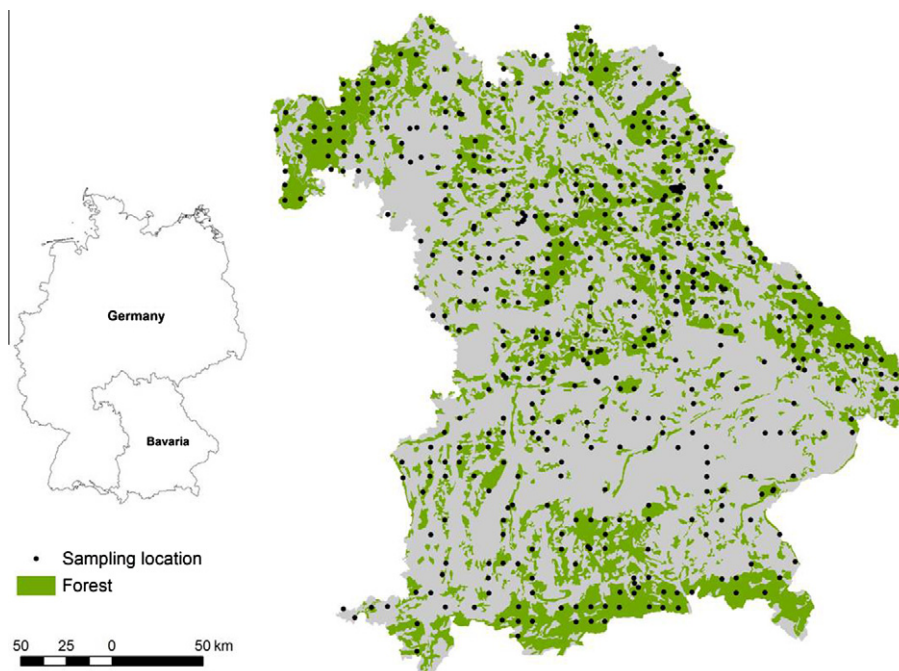 Germany
Bavaria
Sampling location
Forest
50 25 0 50 km